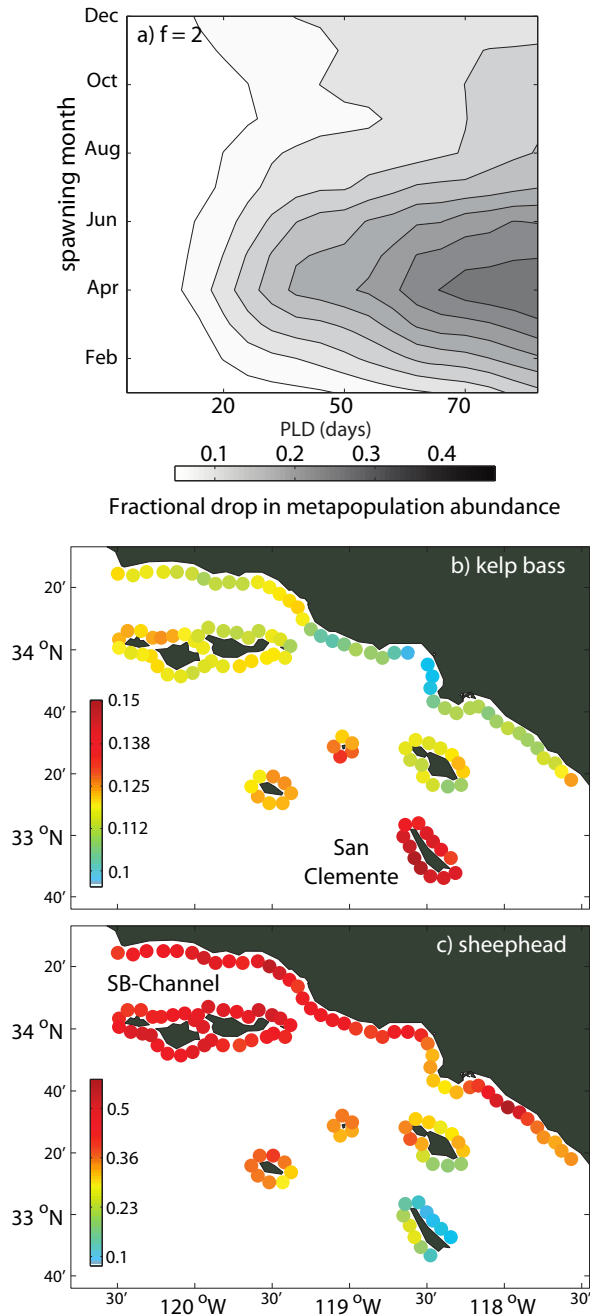 Dec
a) f = 2
Oct
Aug
Jun
Apr
Feb
spawning month
20 50 70
PLD (days)
0.1 0.2 0.3 0.4
Fractional drop in metapopulation abundance
b) kelp bass
20’
34 °N
40’
20’
33 °N
40’
0.15
0.138
0.125
0.112
0.1
San
Clemente
c) sheephead
SB-Channel
20’
34 °N
40’
20’
33 °N
40’
0.5
0.36
0.23
0.1
30’ 120 °W 30’ 119 °W 30’ 118 °W 30’